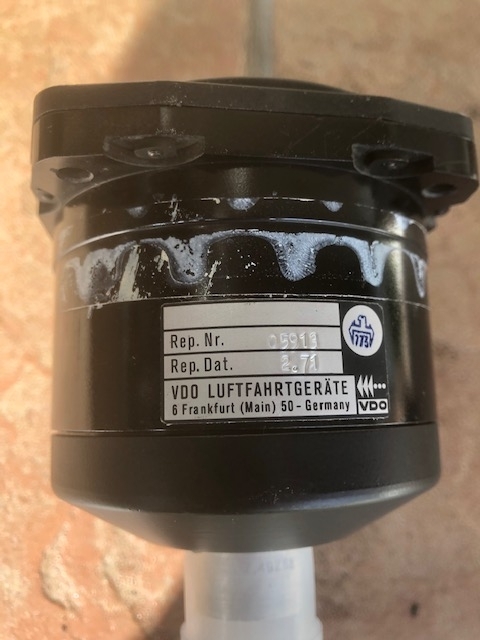 Rep. Nr. 05913
Rep. Dat. 2.71
VDO LUFTFAHRTGERÄTE
6 Frankfurt (Main) 50 - Germany
VDO